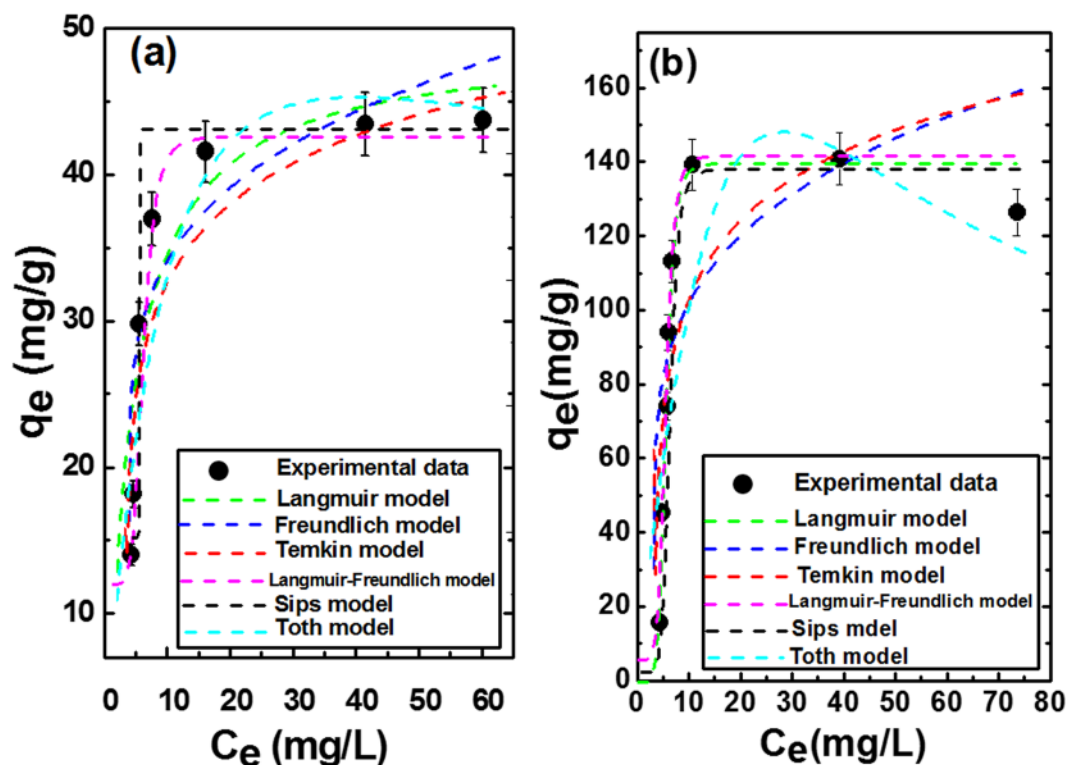 (a)
50
40
30
20
10
qe (mg/g)
Experimental data
Langmuir model
Freundlich model
Temkin model
Langmuir-Freundlich model
Sips model
Toth model
0 10 20 30 40 50 60
Ce (mg/L)
(b)
160
140
120
100
80
60
40
20
0
qe(mg/g)
Experimental data
Langmuir model
Freundlich model
Temkin model
Langmuir-Freundlich model
Sips mdel
Toth model
0 10 20 30 40 50 60 70 80
Ce(mg/L)